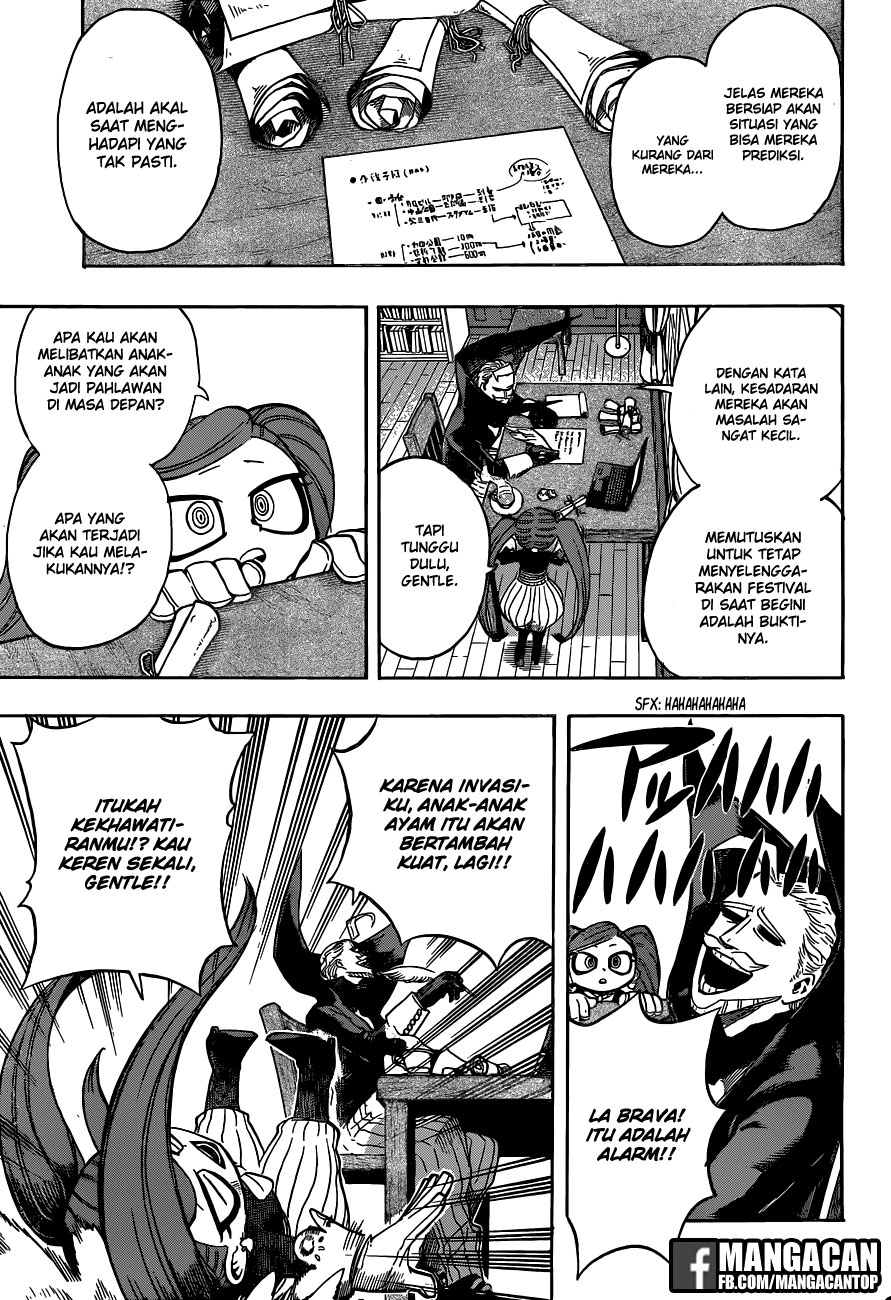 JELAS MEREKA
BERSIAP AKAN
SITUASI YANG
BISA MEREKA
PREDIKSI.
YANG
KURANG DARI
MEREKA...
ADALAH AKAL
SAAT MENG-
HADAPI YANG
TAK PASTI.
DENGAN KATA
LAIN, KESADARAN
MEREKA AKAN
MASALAH SA-
NGAT KECIL.
MEMUTUSKAN
UNTUK TETAP
MENYELENGGA-
RAKAN FESTIVAL
DI SAAT BEGINI
ADALAH BUKTI-
NYA.
TAPI
TUNGGU
DULU,
GENTLE.
APA KAU AKAN
MELIBATKAN ANAK-
ANAK YANG AKAN
JADI PAHLAWAN
DI MASA DEPAN?
APA YANG
AKAN TERJADI
JIKA KAU MELA-
KUKANNYA!?
SFX: HAHAHAHAHAHA
LA BRAVA!
ITU ADALAH
ALARM!!
KARENA INVASI-
KU, ANAK-ANAK
AYAM ITU AKAN
BERTAMBAH
KUAT, LAGI!!
ITUKAH
KEKHAWATI-
RANMU!? KAU
KEREN SEKALI,
GENTLE!!
f MANGACAN
FB.COM/MANGACANTOP